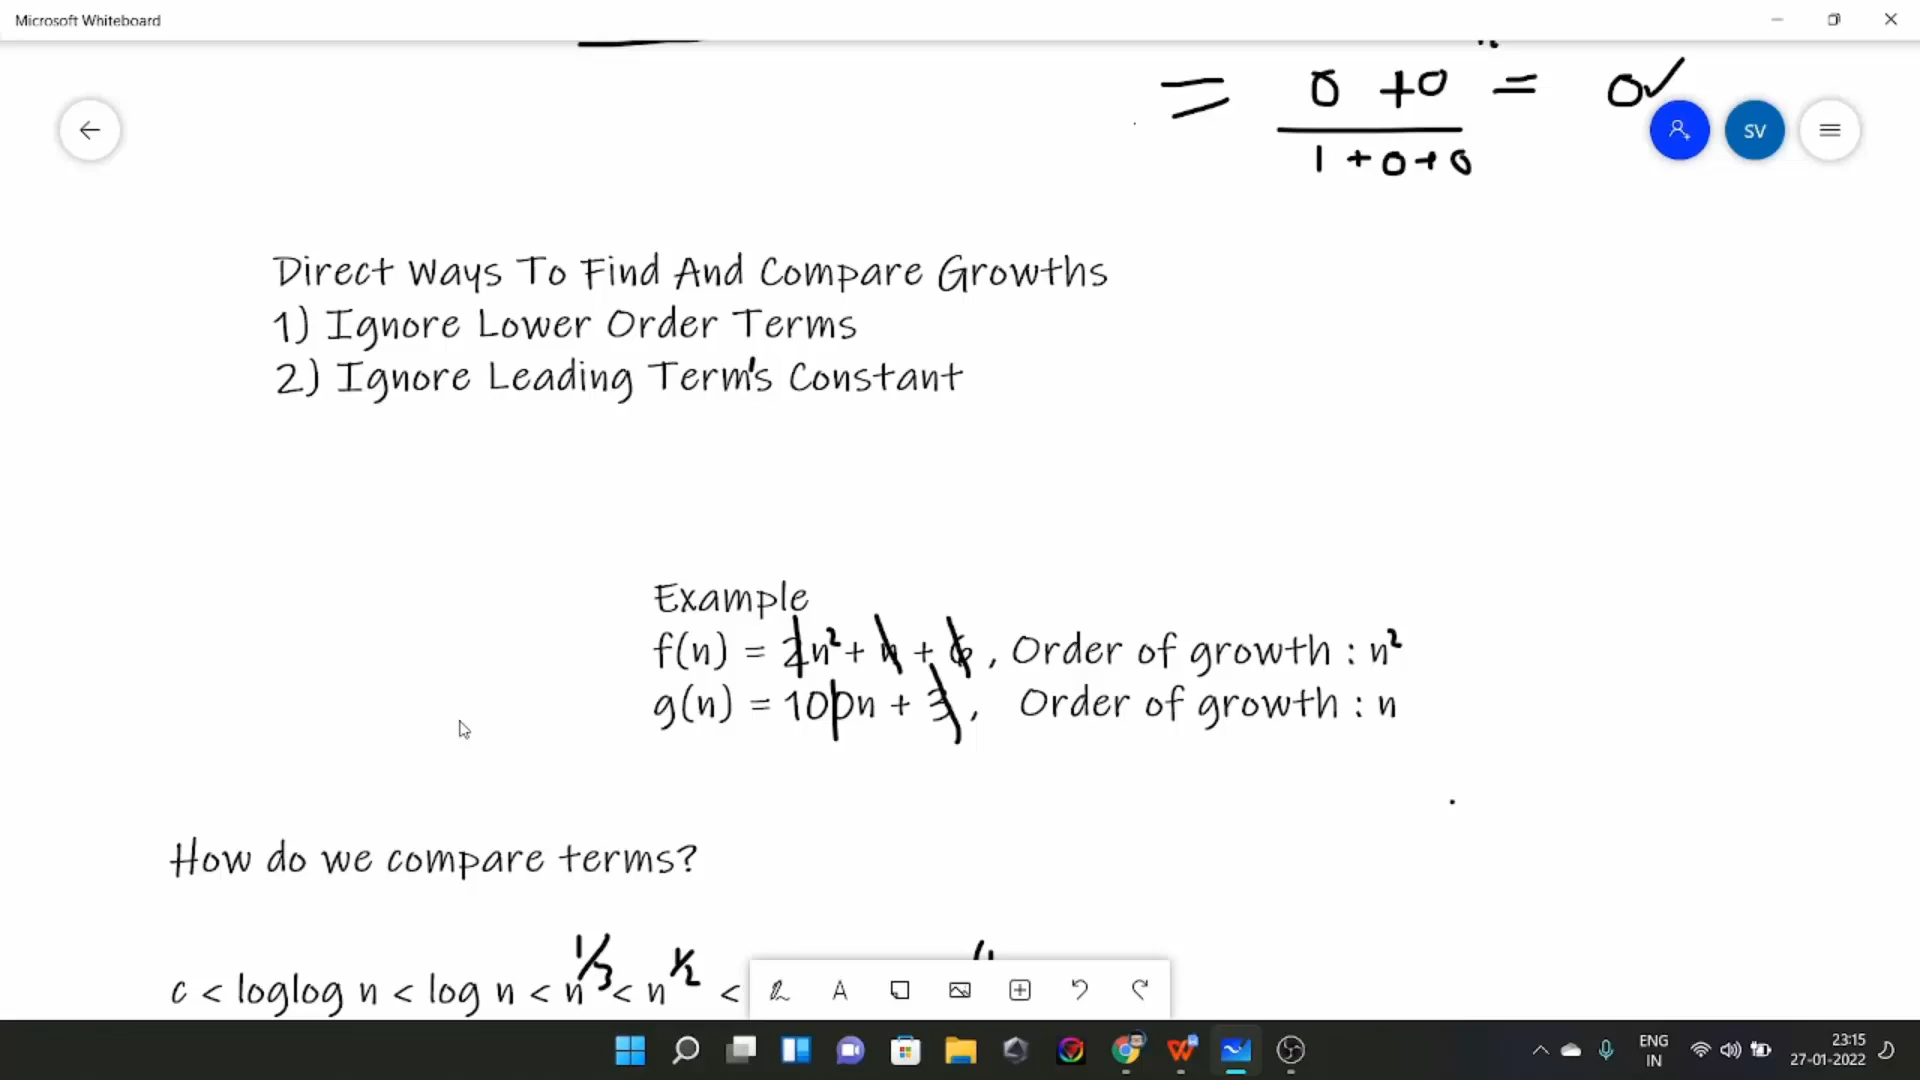 Microsoft Whiteboard
= 0 + 0 = 0 ✓
1 + 0 + 0
SV
Direct Ways To Find And Compare Growths
1) Ignore Lower Order Terms
2) Ignore Leading Term's Constant
Example
f(n) = 2n² + n + 6 , Order of growth : n²
g(n) = 100n + 3 , Order of growth : n
How do we compare terms?
c < loglog n < log n < n^1/3 < n^1/2 <
A
ENG
IN
23:15
27-01-2022